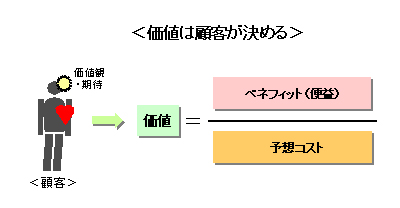 ＜価値は顧客が決める＞
価値観
・期待
価値
＝
ベネフィット（便益）
予想コスト
＜顧客＞